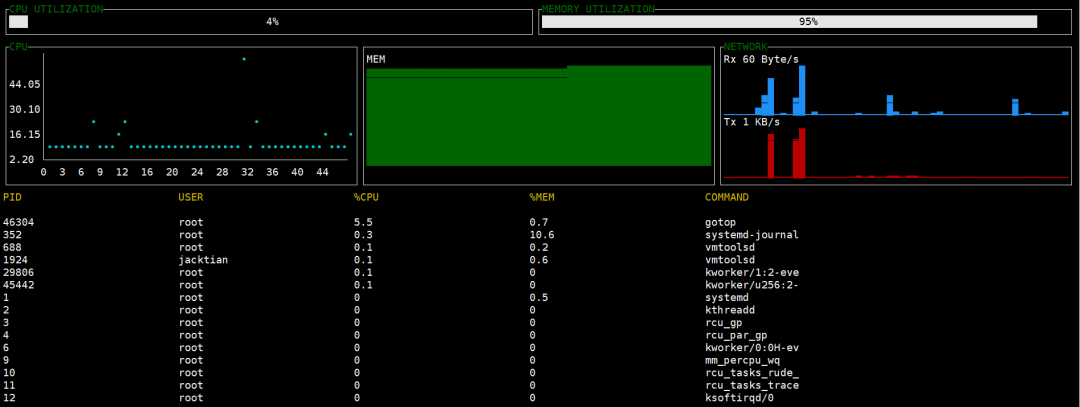 CPU UTILIZATION
4%
MEMORY UTILIZATION
95%
CPU
44.05
30.10
16.15
2.20
0 3 6 9 12 16 20 24 28 32 36 40 44
MEM
NETWORK
Rx 60 Byte/s
Tx 1 KB/s
PID USER %CPU %MEM COMMAND
46304 root 5.5 0.7 gotop
352 root 0.3 10.6 systemd-journal
688 root 0.1 0.2 vmtoolsd
1924 jacktian 0.1 0.6 vmtoolsd
29806 root 0.1 0 kworker/1:2-eve
45442 root 0.1 0 kworker/u256:2-
1 root 0 0.5 systemd
2 root 0 0 kthreadd
3 root 0 0 rcu_gp
4 root 0 0 rcu_par_gp
6 root 0 0 kworker/0:0H-ev
9 root 0 0 mm_percpu_wq
10 root 0 0 rcu_tasks_rude_
11 root 0 0 rcu_tasks_trace
12 root 0 0 ksoftirqd/0